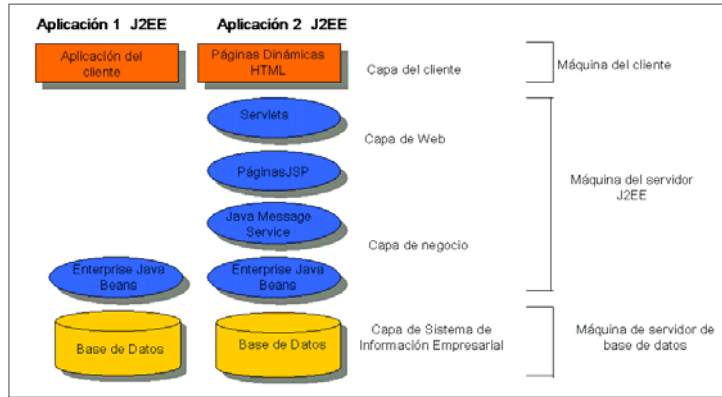 Aplicación 1 J2EE
Aplicación 2 J2EE
Aplicación del
cliente
Páginas Dinámicas
HTML
Capa del cliente
Máquina del cliente
Servlets
Capa de Web
PáginasJSP
Máquina del servidor
J2EE
Java Message
Service
Capa de negocio
Enterprise Java
Beans
Enterprise Java
Beans
Base de Datos
Base de Datos
Capa de Sistema de
Información Empresarial
Máquina de servidor de
base de datos